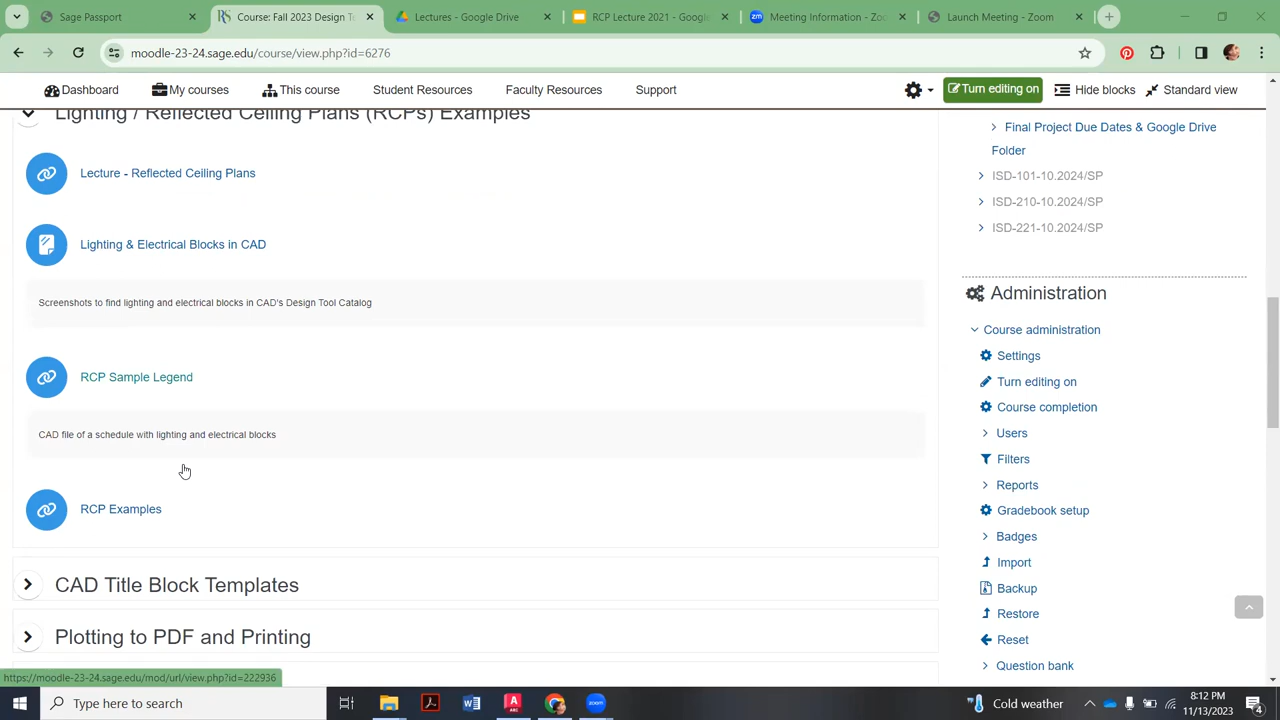 Sage Passport
Course: Fall 2023 Design T
Lectures - Google Drive
RCP Lecture 2021 - Googl
Meeting Information - Zoo
Launch Meeting - Zoom
moodle-23-24.sage.edu/course/view.php?id=6276
Dashboard
My courses
This course
Student Resources
Faculty Resources
Support
Turn editing on
Hide blocks
Standard view
Lighting / Reflected Ceiling Plans (RCPs) Examples
Lecture - Reflected Ceiling Plans
Lighting & Electrical Blocks in CAD
Screenshots to find lighting and electrical blocks in CAD's Design Tool Catalog
RCP Sample Legend
CAD file of a schedule with lighting and electrical blocks
RCP Examples
CAD Title Block Templates
Plotting to PDF and Printing
Final Project Due Dates & Google Drive
Folder
ISD-101-10.2024/SP
ISD-210-10.2024/SP
ISD-221-10.2024/SP
Administration
Course administration
Settings
Turn editing on
Course completion
Users
Filters
Reports
Gradebook setup
Badges
Import
Backup
Restore
Reset
Question bank
https://moodle-23-24.sage.edu/mod/url/view.php?id=222936
Type here to search
Cold weather
8:12 PM
11/13/2023